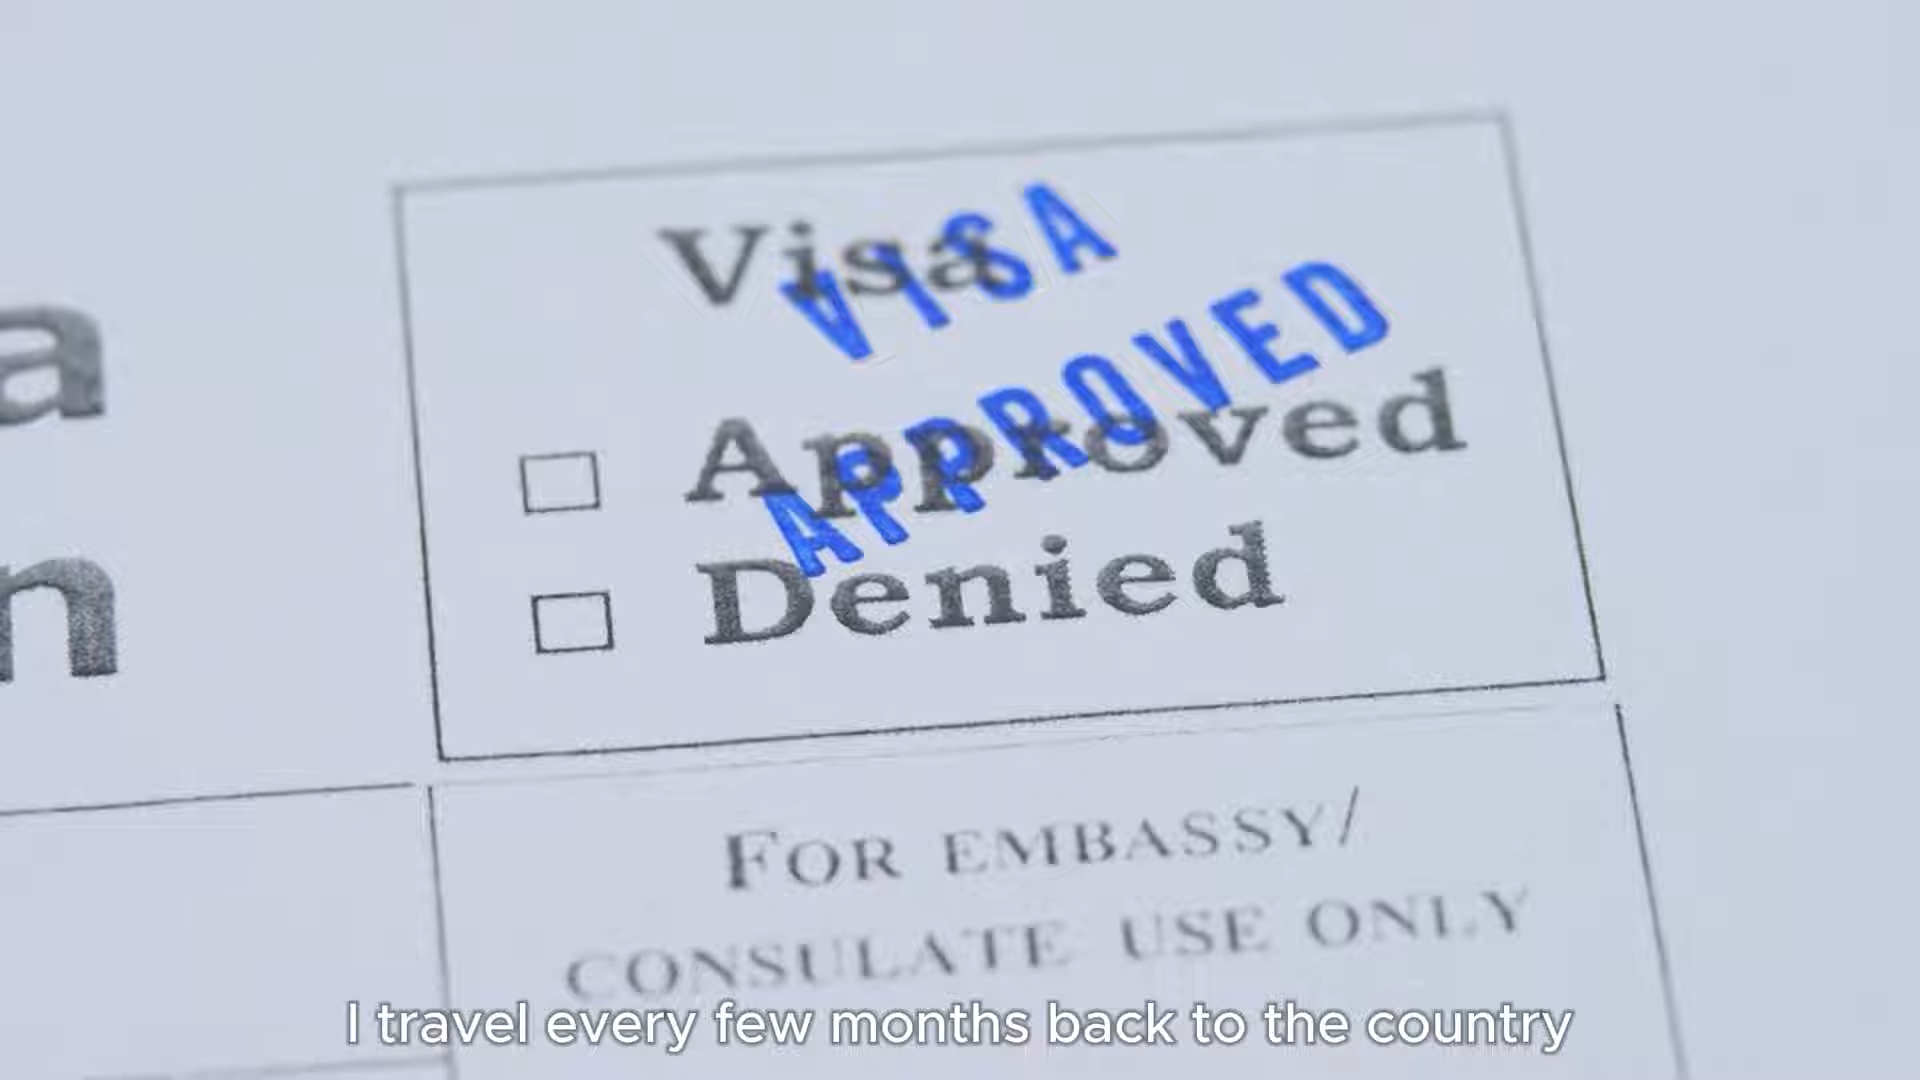 a
n
Visa
VISA
APPROVED
Approved
Denied
FOR EMBASSY/
CONSULATE USE ONLY
I travel every few months back to the country